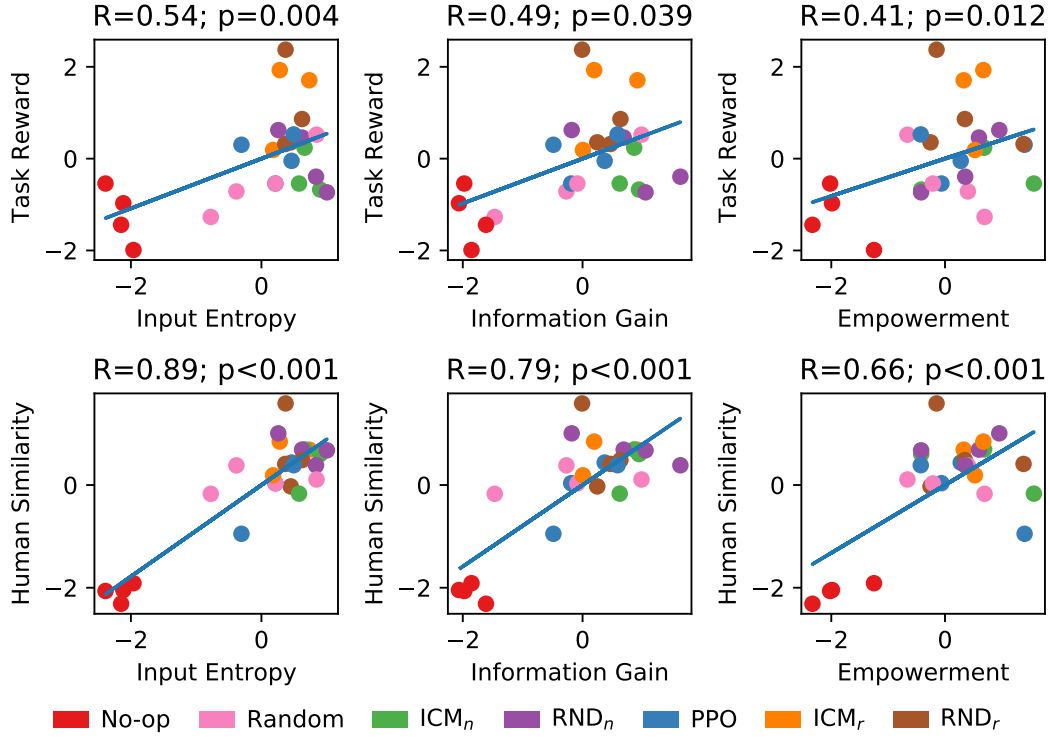 R=0.54; p=0.004
R=0.49; p=0.039
R=0.41; p=0.012
Task Reward
2
0
−2
−2
0
Input Entropy
Task Reward
2
0
−2
−2
0
Information Gain
Task Reward
2
0
−2
−2
0
Empowerment
R=0.89; p<0.001
R=0.79; p<0.001
R=0.66; p<0.001
Human Similarity
0
−2
−2
0
Input Entropy
Human Similarity
0
−2
−2
0
Information Gain
Human Similarity
0
−2
−2
0
Empowerment
No-op Random ICMₙ RNDₙ PPO ICMᵣ RNDᵣ